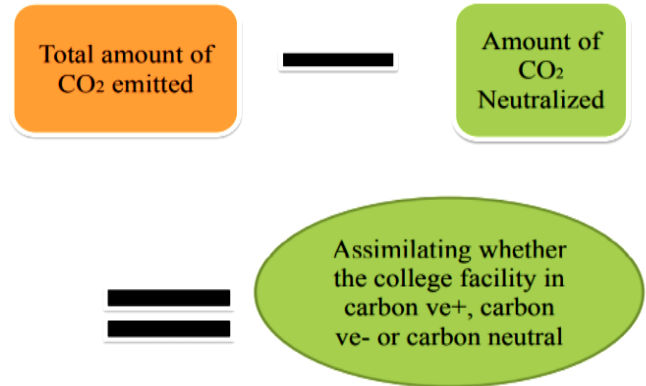 Total amount of
CO2 emitted
Amount of
CO2
Neutralized
Assimilating whether
the college facility in
carbon ve+, carbon
ve- or carbon neutral